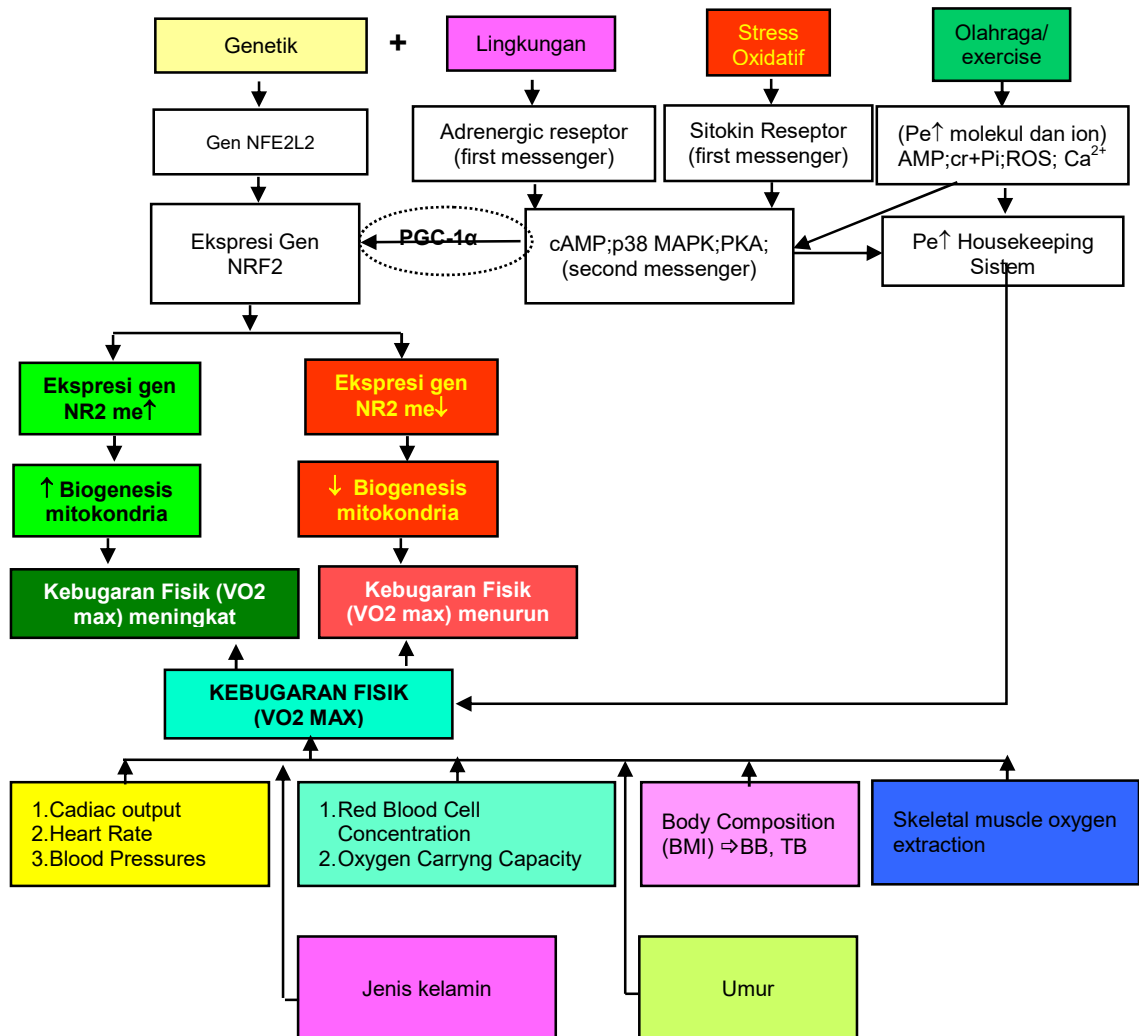 Genetik
+
Lingkungan
Stress
Oxidatif
Olahraga/
exercise
Gen NFE2L2
Adrenergic reseptor
(first messenger)
Sitokin Reseptor
(first messenger)
(Pe↑ molekul dan ion)
AMP;cr+Pi;ROS; Ca²⁺
Ekspresi Gen
NRF2
PGC-1α
cAMP;p38 MAPK;PKA;
(second messenger)
Pe↑ Housekeeping
Sistem
Ekspresi gen
NR2 me↑
Ekspresi gen
NR2 me↓
↑ Biogenesis
mitokondria
↓ Biogenesis
mitokondria
Kebugaran Fisik (VO2
max) meningkat
Kebugaran Fisik
(VO2 max) menurun
KEBUGARAN FISIK
(VO2 MAX)
1.Cadiac output
2.Heart Rate
3.Blood Pressures
1.Red Blood Cell
Concentration
2.Oxygen Carryng Capacity
Body Composition
(BMI) ⇨BB, TB
Skeletal muscle oxygen
extraction
Jenis kelamin
Umur